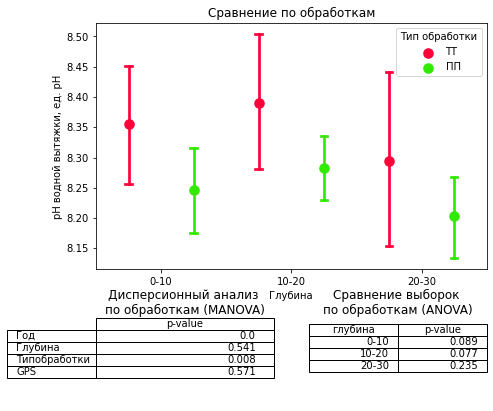 Сравнение по обработкам
Тип обработки
ТТ
ПП
pH водной вытяжки, ед. pH
8.50
8.45
8.40
8.35
8.30
8.25
8.20
8.15
0-10 10-20 20-30
Глубина
Дисперсионный анализ
по обработкам (MANOVA)
p-value
Год 0.0
Глубина 0.541
Типобработки 0.008
GPS 0.571
Сравнение выборок
по обработкам (ANOVA)
глубина p-value
0-10 0.089
10-20 0.077
20-30 0.235